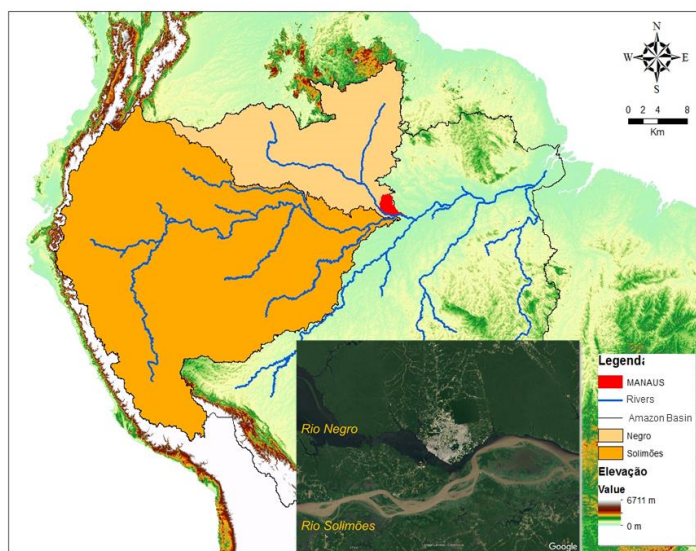 N
W E
S
0 2 4 8
Km
Rio Negro
Rio Solimões
Google
Legenda
MANAUS
Rivers
Amazon Basin
Negro
Solimões
Elevação
Value
6711 m
0 m